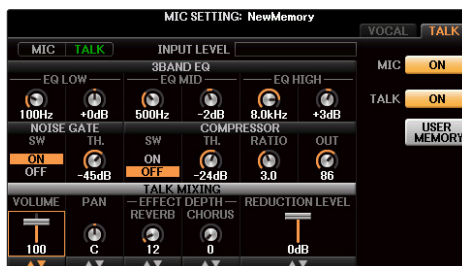 MIC SETTING: NewMemory
VOCAL TALK
MIC TALK INPUT LEVEL
MIC ON
3BAND EQ
EQ LOW EQ MID EQ HIGH
100Hz +0dB 500Hz -2dB 8.0kHz +3dB
TALK ON
NOISE GATE COMPRESSOR
SW TH. SW TH. RATIO OUT
USER MEMORY
ON ON
OFF -45dB OFF -24dB 3.0 86
TALK MIXING
VOLUME PAN EFFECT DEPTH REDUCTION LEVEL
REVERB CHORUS
100 C 12 0 0dB